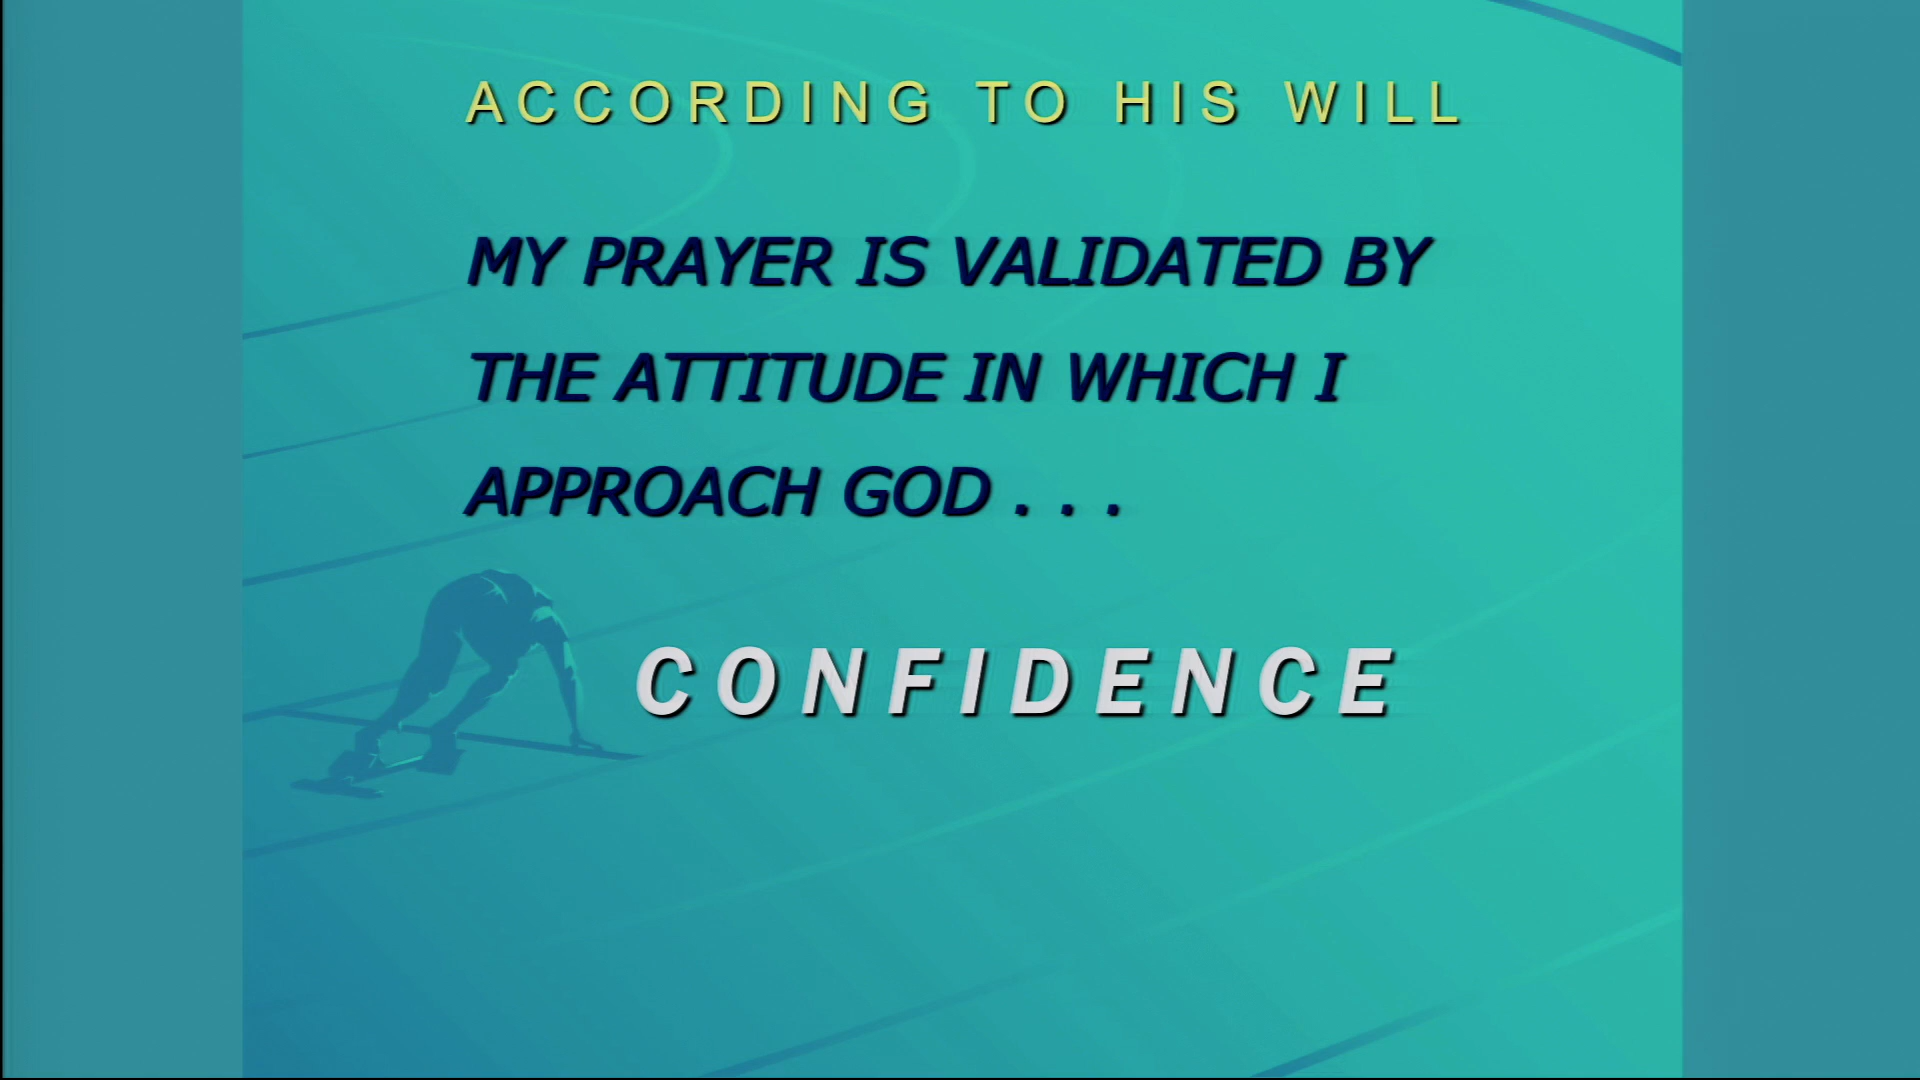 ACCORDING TO HIS WILL
MY PRAYER IS VALIDATED BY
THE ATTITUDE IN WHICH I
APPROACH GOD . . .
CONFIDENCE